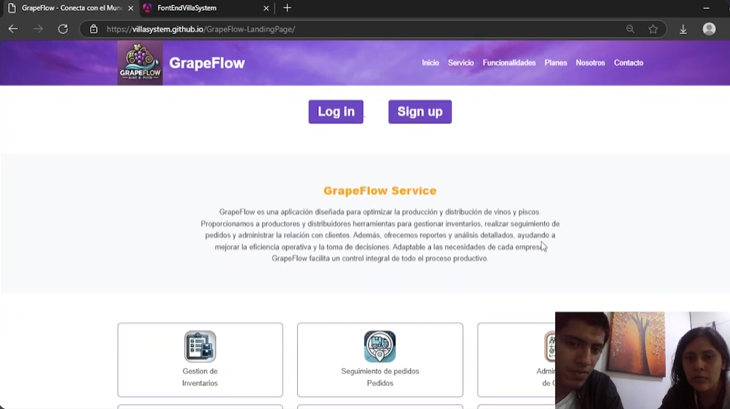 GrapeFlow - Conecta con el Mun
FontEndVillaSystem
https://villasystem.github.io/GrapeFlow-LandingPage/
GRAPEFLOW
GrapeFlow
Inicio Servicio Funcionalidades Planes Nosotros Contacto
Log in Sign up
GrapeFlow Service
GrapeFlow es una aplicación diseñada para optimizar la producción y distribución de vinos y piscos.
Proporcionamos a productores y distribuidores herramientas para gestionar inventarios, realizar seguimiento de
pedidos y administrar la relación con clientes. Además, ofrecemos reportes y análisis detallados, ayudando a
mejorar la eficiencia operativa y la toma de decisiones. Adaptable a las necesidades de cada empresa,
GrapeFlow facilita un control integral de todo el proceso productivo.
Gestion de
Inventarios
Seguimiento de pedidos
Pedidos
Admin
de C